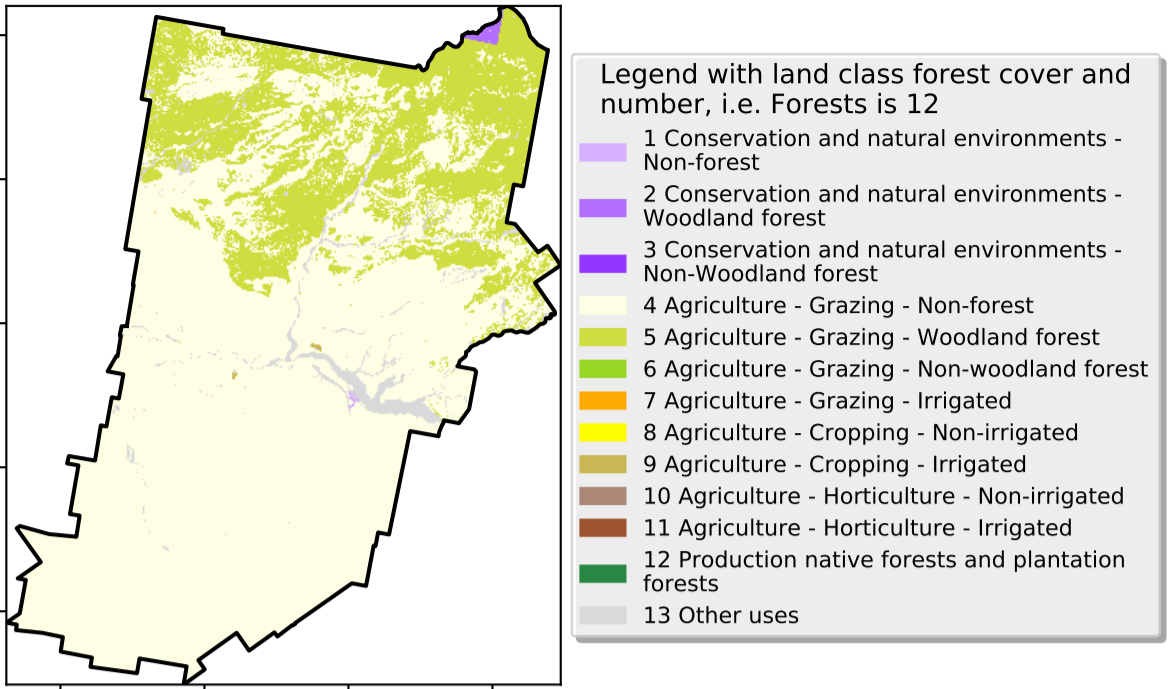 Legend with land class forest cover and
number, i.e. Forests is 12
1 Conservation and natural environments -
Non-forest
2 Conservation and natural environments -
Woodland forest
3 Conservation and natural environments -
Non-Woodland forest
4 Agriculture - Grazing - Non-forest
5 Agriculture - Grazing - Woodland forest
6 Agriculture - Grazing - Non-woodland forest
7 Agriculture - Grazing - Irrigated
8 Agriculture - Cropping - Non-irrigated
9 Agriculture - Cropping - Irrigated
10 Agriculture - Horticulture - Non-irrigated
11 Agriculture - Horticulture - Irrigated
12 Production native forests and plantation
forests
13 Other uses